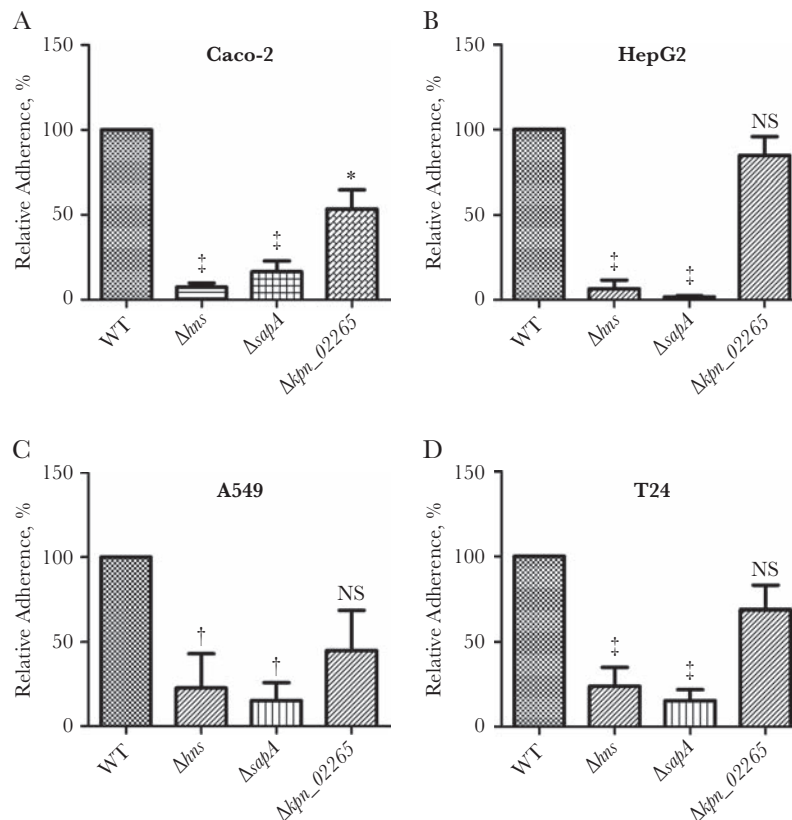 A
Caco-2
Relative Adherence, %
150
100
50
0
‡
‡
*
WT
Δhns
ΔsapA
Δkpn_02265
B
HepG2
Relative Adherence, %
150
100
50
0
‡
‡
NS
WT
Δhns
ΔsapA
Δkpn_02265
C
A549
Relative Adherence, %
150
100
50
0
†
†
NS
WT
Δhns
ΔsapA
Δkpn_02265
D
T24
Relative Adherence, %
150
100
50
0
‡
‡
NS
WT
Δhns
ΔsapA
Δkpn_02265